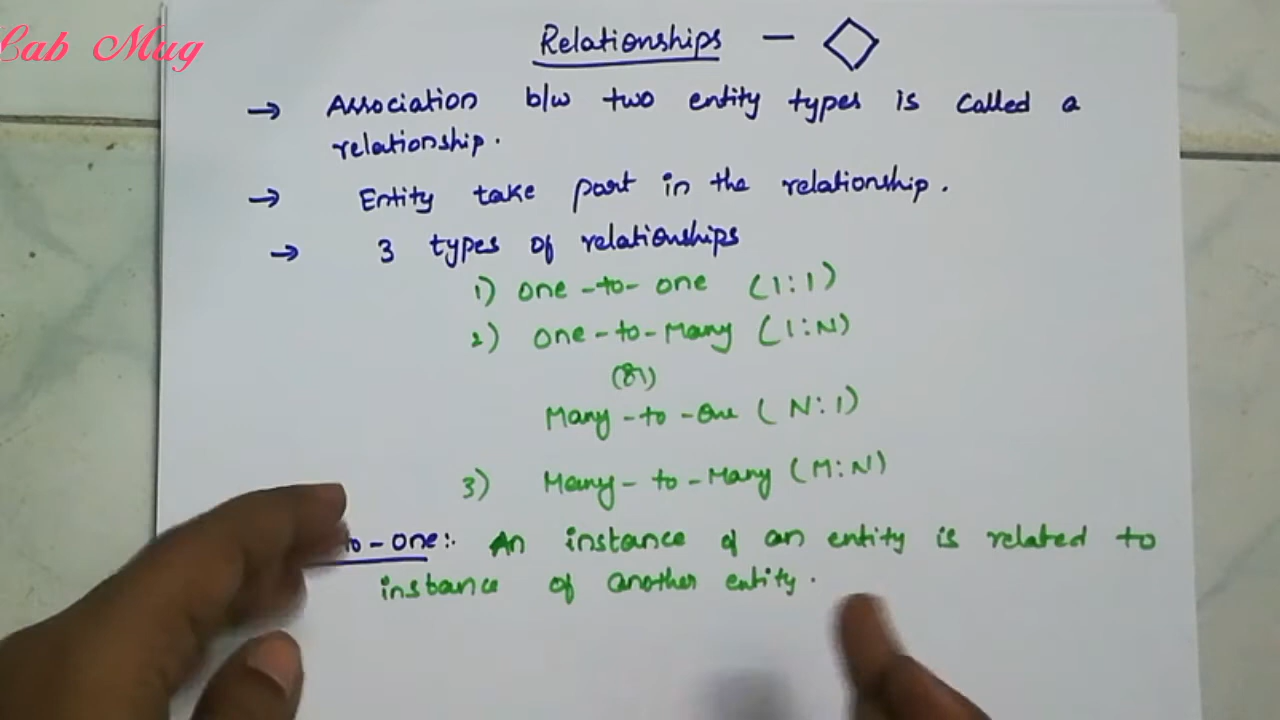 Lab Mug
Relationships —
→ Association b/w two entity types is called a
relationship.
→ Entity take part in the relationship.
→ 3 types of relationships
1) one-to-one (1:1)
2) one-to-Many (1:N)
(or)
Many-to-one (N:1)
3) Many-to-Many (M:N)
to-one:. An instance of an entity is related to
instance of another entity.